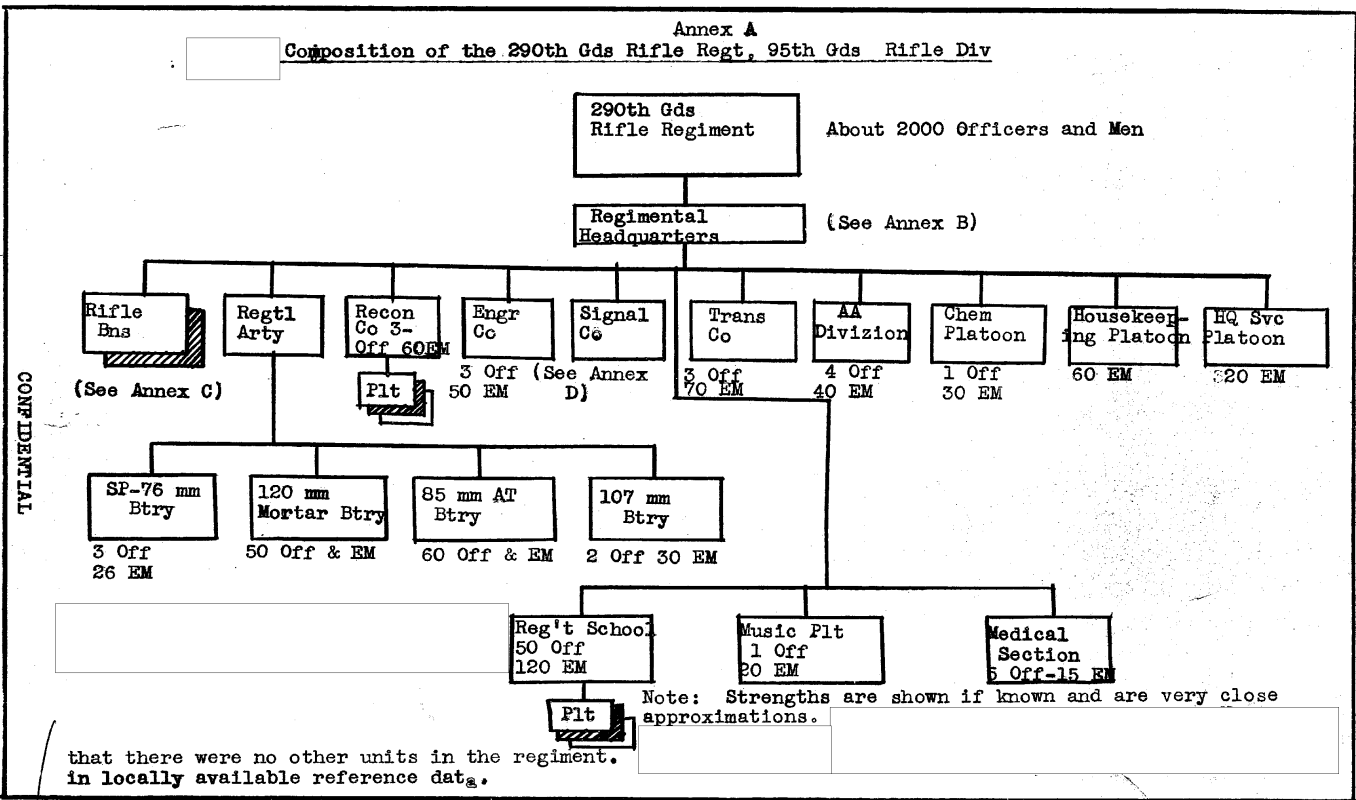 Annex A
Composition of the 290th Gds Rifle Regt, 95th Gds Rifle Div
290th Gds
Rifle Regiment
About 2000 Officers and Men
Regimental
Headquarters
(See Annex B)
Rifle
Bns
(See Annex C)
Regtl
Arty
Recon
Co 3-
Off 60EM
Plt
Engr
Co
3 Off
50 EM
Signal
Co
(See Annex
D)
Trans
Co
3 Off
70 EM
AA
Divizion
4 Off
40 EM
Chem
Platoon
1 Off
30 EM
Housekeep-
ing Platoon
60 EM
HQ Svc
Platoon
20 EM
CONFIDENTIAL
SP-76 mm
Btry
3 Off
26 EM
120 mm
Mortar Btry
50 Off & EM
85 mm AT
Btry
60 Off & EM
107 mm
Btry
2 Off 30 EM
Reg't School
50 Off
120 EM
Plt
Music Plt
1 Off
20 EM
Medical
Section
Off-15 EM
Note: Strengths are shown if known and are very close
approximations.
that there were no other units in the regiment.
in locally available reference data.